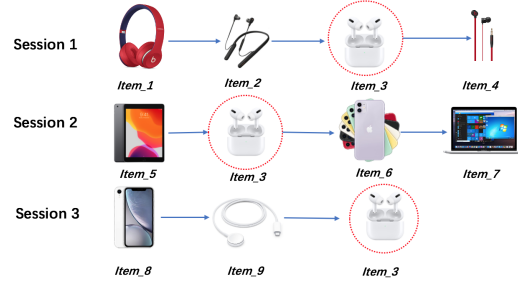 Session 1
Item_1
Item_2
Item_3
Item_4
Session 2
Item_5
Item_3
Item_6
Item_7
Session 3
Item_8
Item_9
Item_3